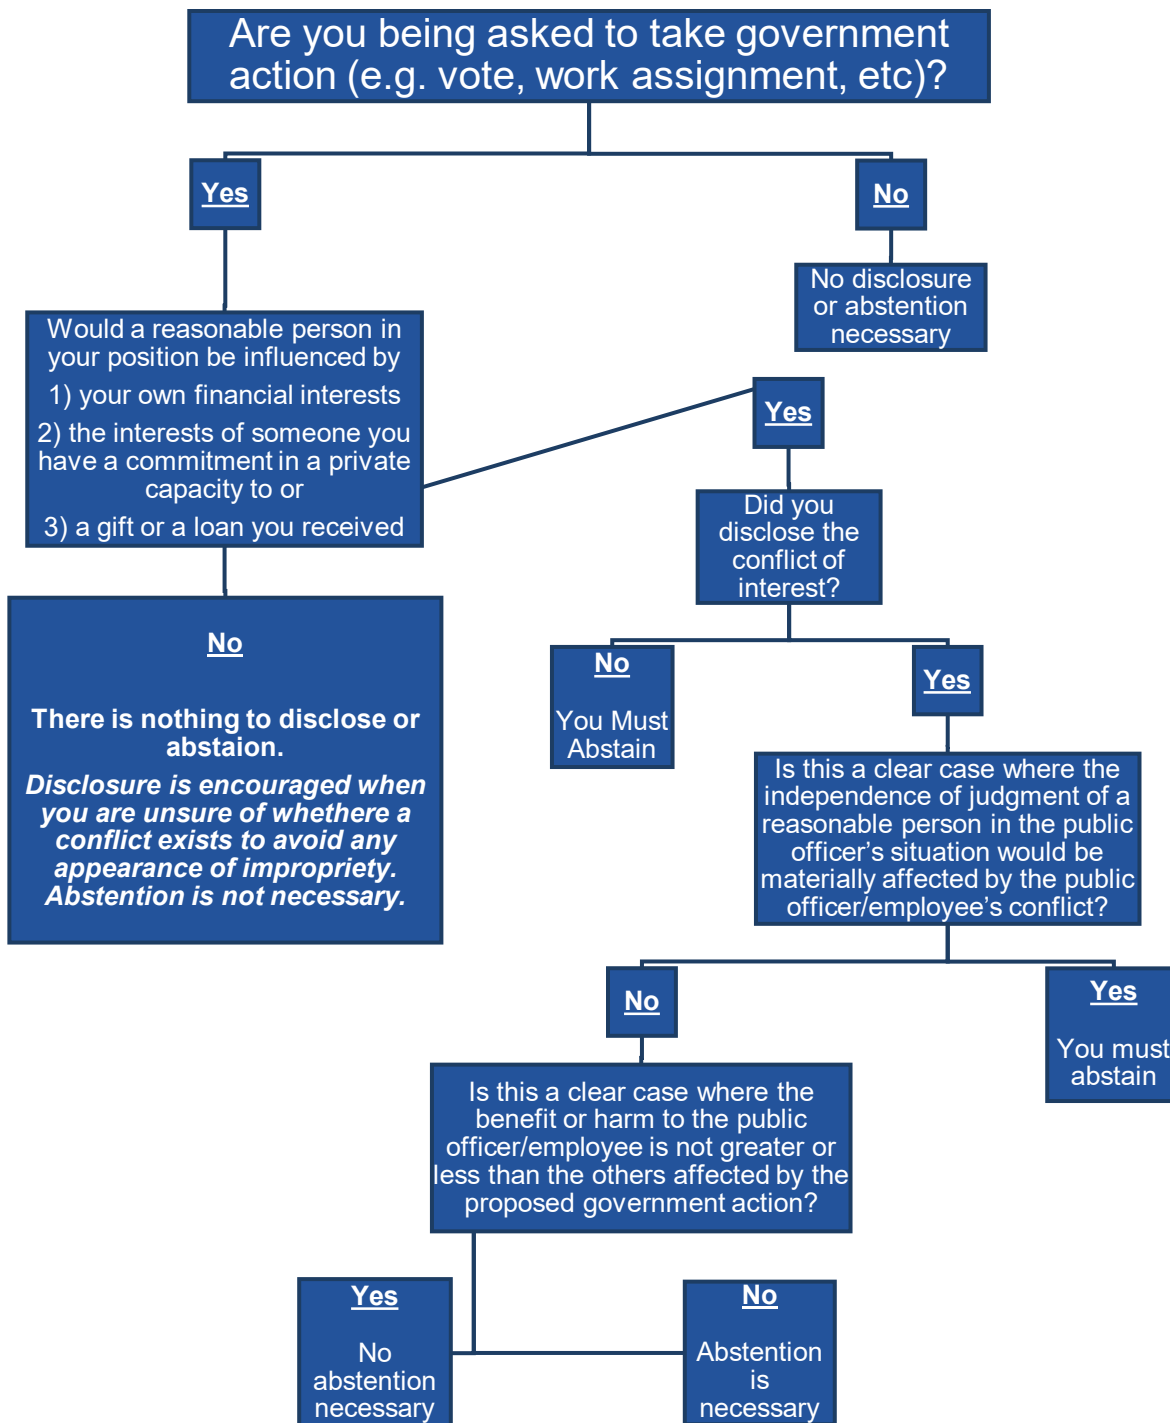 Are you being asked to take government
action (e.g. vote, work assignment, etc)?
Yes
No
No disclosure
or abstention
necessary
Would a reasonable person in
your position be influenced by
1) your own financial interests
2) the interests of someone you
have a commitment in a private
capacity to or
3) a gift or a loan you received
Yes
Did you
disclose the
conflict of
interest?
No
There is nothing to disclose or
abstaion.
Disclosure is encouraged when
you are unsure of whethere a
conflict exists to avoid any
appearance of impropriety.
Abstention is not necessary.
No
You Must
Abstain
Yes
Is this a clear case where the
independence of judgment of a
reasonable person in the public
officer’s situation would be
materially affected by the public
officer/employee’s conflict?
No
Yes
You must
abstain
Is this a clear case where the
benefit or harm to the public
officer/employee is not greater or
less than the others affected by the
proposed government action?
Yes
No
abstention
necessary
No
Abstention
is
necessary